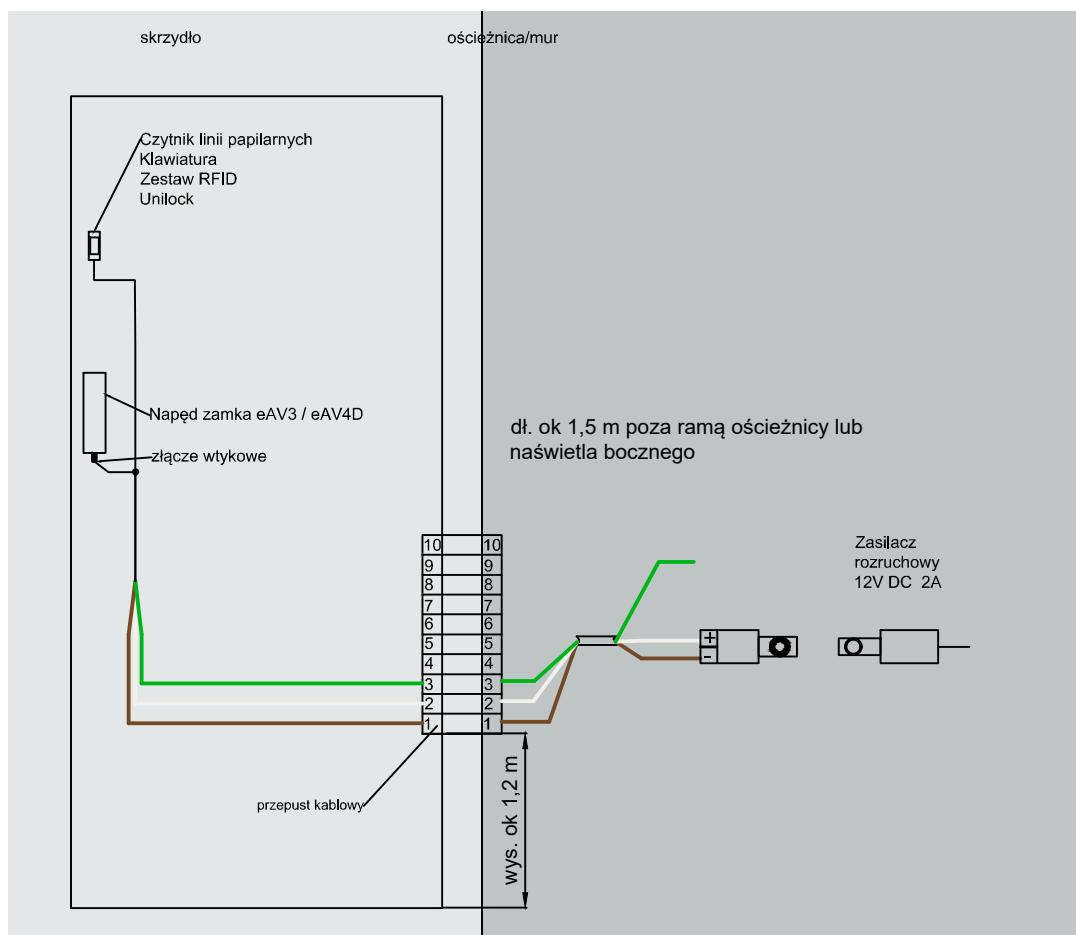 skrzydło
ościeżnica/mur
Czytnik linii papilarnych
Klawiatura
Zestaw RFID
Unilock
Napęd zamka eAV3 / eAV4D
złącze wtykowe
dł. ok 1,5 m poza ramą ościeżnicy lub
naświetla bocznego
Zasilacz
rozruchowy
12V DC 2A
10 10
9 9
8 8
7 7
6 6
5 5
4 4
3 3
2 2
1 1
+
-
przepust kablowy
wys. ok 1,2 m